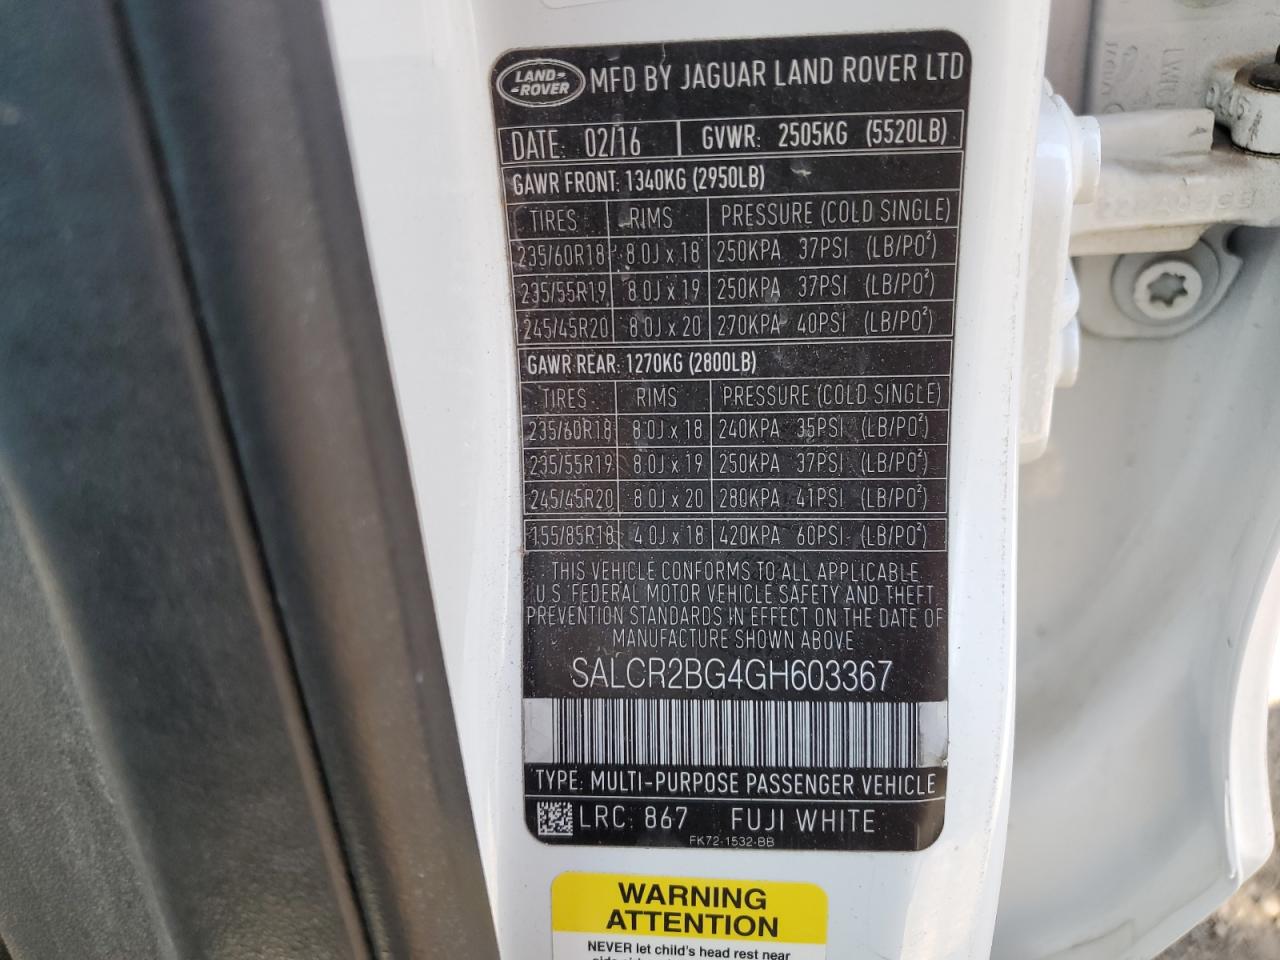 LAND-
-ROVER
MFD BY JAGUAR LAND ROVER LTD
DATE: 02/16 GVWR: 2505KG (5520LB)
GAWR FRONT: 1340KG (2950LB)
TIRES RIMS PRESSURE (COLD SINGLE)
235/60R18 8.0J x 18 250KPA 37PSI (LB/PO²)
235/55R19 8.0J x 19 250KPA 37PSI (LB/PO²)
245/45R20 8.0J x 20 270KPA 40PSI (LB/PO²)
GAWR REAR: 1270KG (2800LB)
TIRES RIMS PRESSURE (COLD SINGLE)
235/60R18 8.0J x 18 240KPA 35PSI (LB/PO²)
235/55R19 8.0J x 19 250KPA 37PSI (LB/PO²)
245/45R20 8.0J x 20 280KPA 41PSI (LB/PO²)
155/85R18 4.0J x 18 420KPA 60PSI (LB/PO²)
THIS VEHICLE CONFORMS TO ALL APPLICABLE
U.S. FEDERAL MOTOR VEHICLE SAFETY AND THEFT
PREVENTION STANDARDS IN EFFECT ON THE DATE OF
MANUFACTURE SHOWN ABOVE
SALCR2BG4GH603367
TYPE: MULTI-PURPOSE PASSENGER VEHICLE
LRC: 867 FUJI WHITE
FK72-1532-BB
WARNING
ATTENTION
NEVER let child's head rest near